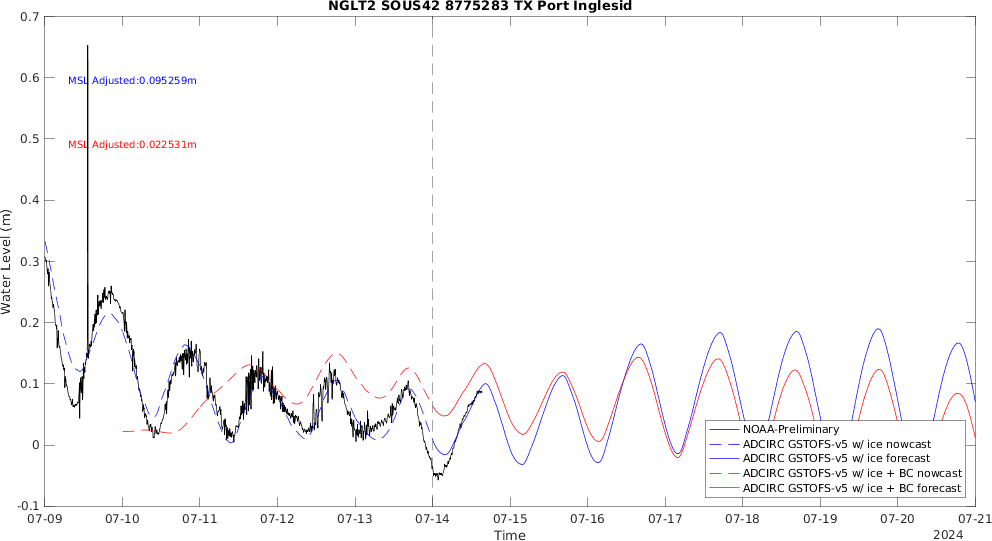 NGLT2 SOUS42 8775283 TX Port Inglesid
0.7
0.6
0.5
0.4
0.3
0.2
0.1
0
-0.1
Water Level (m)
MSL Adjusted:0.095259m
MSL Adjusted:0.022531m
NOAA-Preliminary
ADCIRC GSTOFS-v5 w/ ice nowcast
ADCIRC GSTOFS-v5 w/ ice forecast
ADCIRC GSTOFS-v5 w/ ice + BC nowcast
ADCIRC GSTOFS-v5 w/ ice + BC forecast
07-09 07-10 07-11 07-12 07-13 07-14 07-15 07-16 07-17 07-18 07-19 07-20 07-21
Time
2024